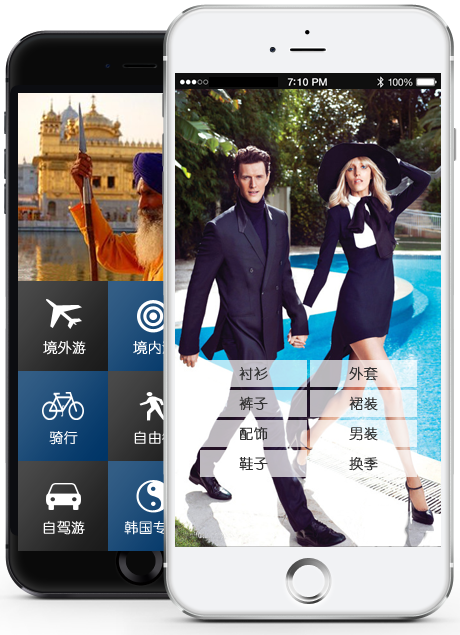 7:10 PM 100%
境外游
境内
骑行
自由
自驾游
韩国专
衬衫 外套
裤子 裙装
配饰 男装
鞋子 换季